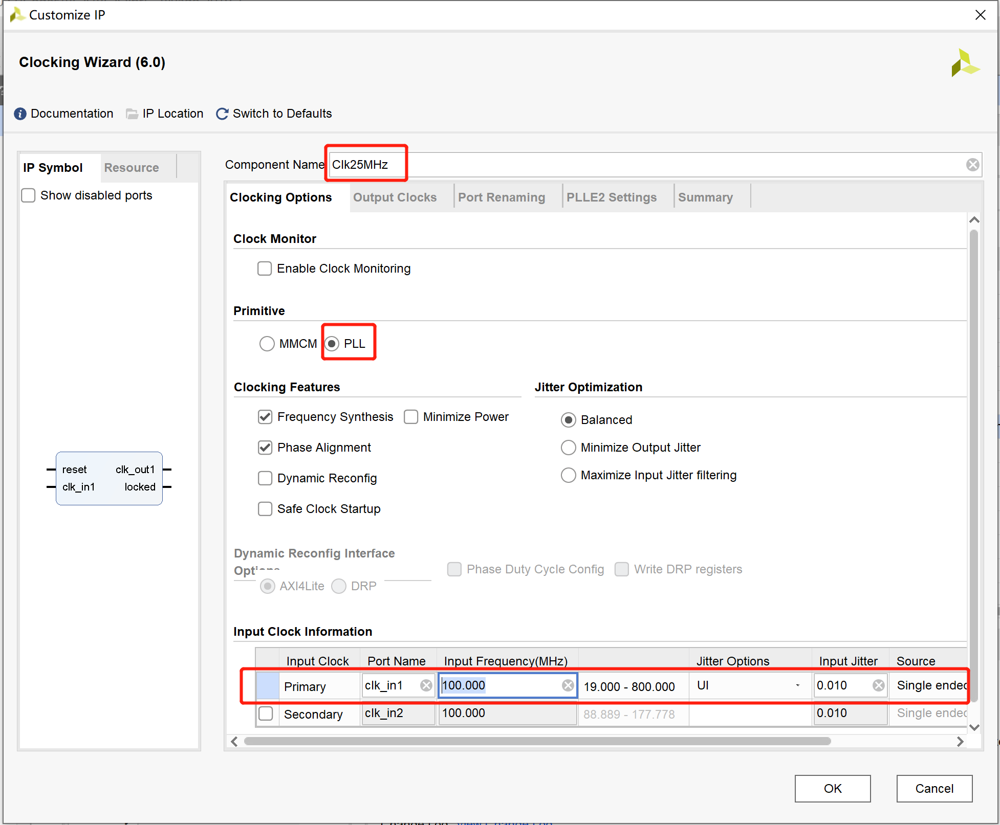 Customize IP
Clocking Wizard (6.0)
Documentation IP Location Switch to Defaults
IP Symbol Resource
Show disabled ports
reset clk_out1
clk_in1 locked
Component Name Clk25MHz
Clocking Options Output Clocks Port Renaming PLLE2 Settings Summary
Clock Monitor
Enable Clock Monitoring
Primitive
MMCM PLL
Clocking Features Jitter Optimization
Frequency Synthesis Minimize Power Balanced
Phase Alignment Minimize Output Jitter
Dynamic Reconfig Maximize Input Jitter filtering
Safe Clock Startup
Dynamic Reconfig Interface
Options
Phase Duty Cycle Config Write DRP registers
AXI4Lite DRP
Input Clock Information
Input Clock Port Name Input Frequency(MHz) Jitter Options Input Jitter Source
Primary clk_in1 100.000 19.000 - 800.000 UI 0.010 Single ended
Secondary clk_in2 100.000 88.889 - 177.778 0.010 Single ended
OK Cancel